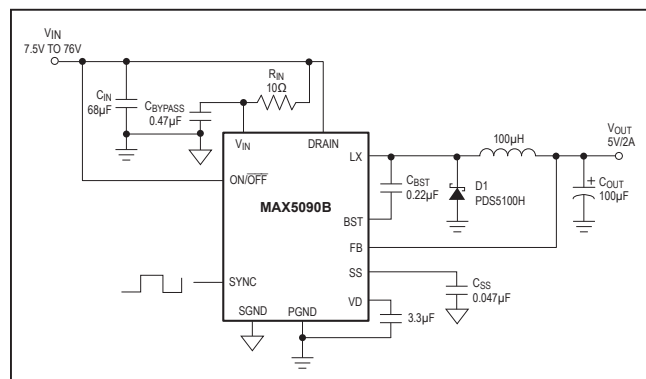 VIN
7.5V TO 76V
RIN
10Ω
CIN
68µF
CBYPASS
0.47µF
VIN
DRAIN
LX
100µH
VOUT
5V/2A
ON/OFF
CBST
0.22µF
D1
PDS5100H
+
COUT
100µF
MAX5090B
BST
FB
SS
CSS
0.047µF
SYNC
VD
3.3µF
SGND
PGND